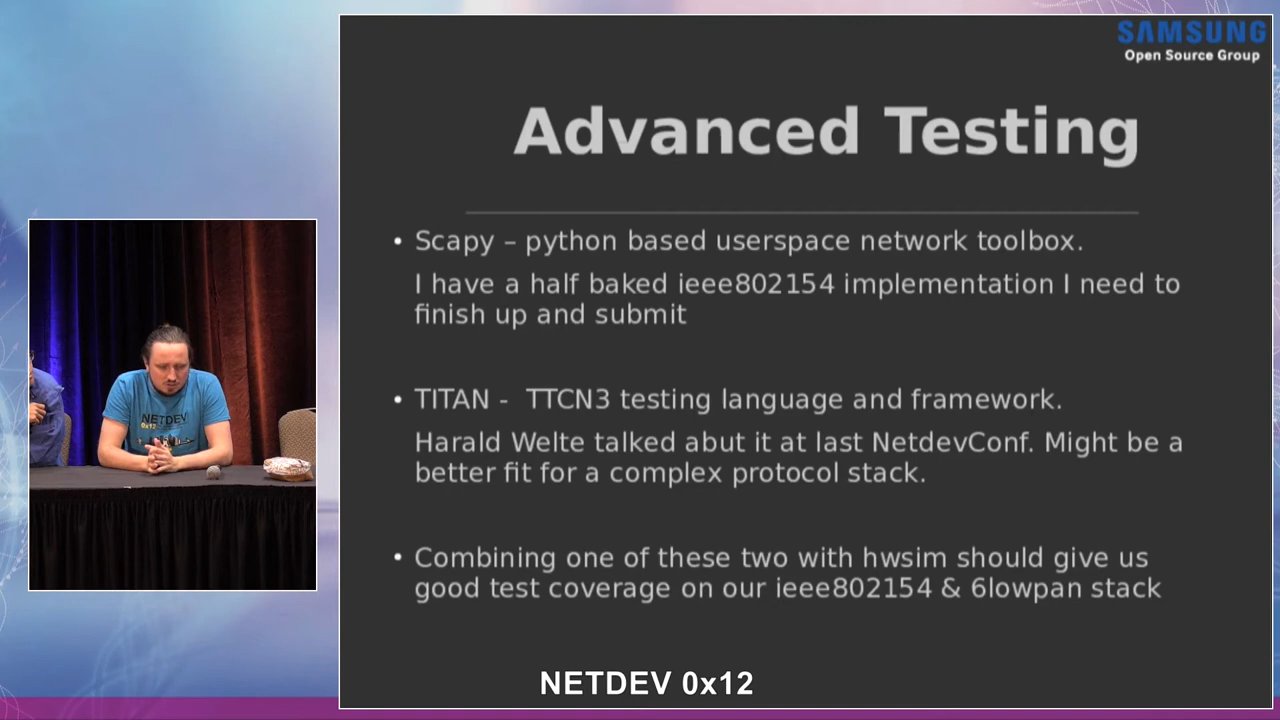 SAMSUNG
Open Source Group
Advanced Testing
• Scapy – python based userspace network toolbox.
I have a half baked ieee802154 implementation I need to
finish up and submit
• TITAN - TTCN3 testing language and framework.
Harald Welte talked abut it at last NetdevConf. Might be a
better fit for a complex protocol stack.
• Combining one of these two with hwsim should give us
good test coverage on our ieee802154 & 6lowpan stack
NETDEV
0x12
NETDEV 0x12